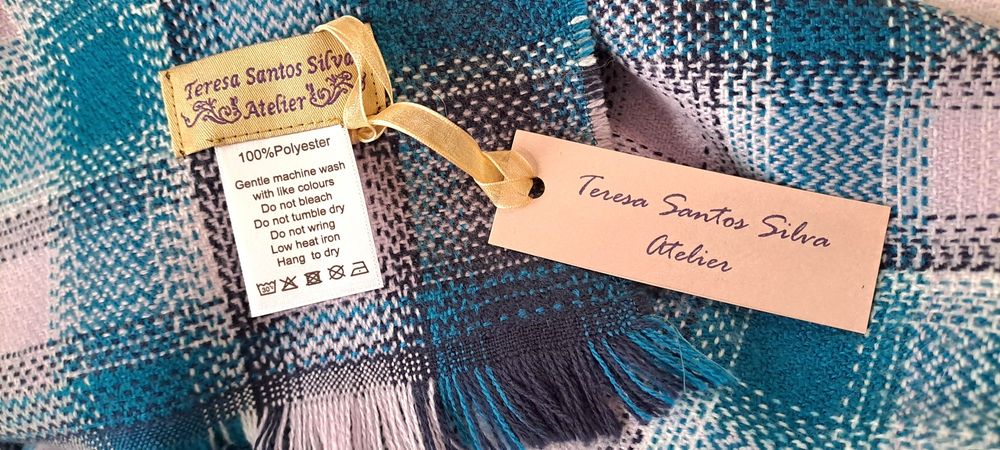 Teresa Santos Silva
Atelier
100%Polyester
Gentle machine wash
with like colours
Do not bleach
Do not tumble dry
Do not wring
Low heat iron
Hang to dry
30°
Teresa Santos Silva
Atelier